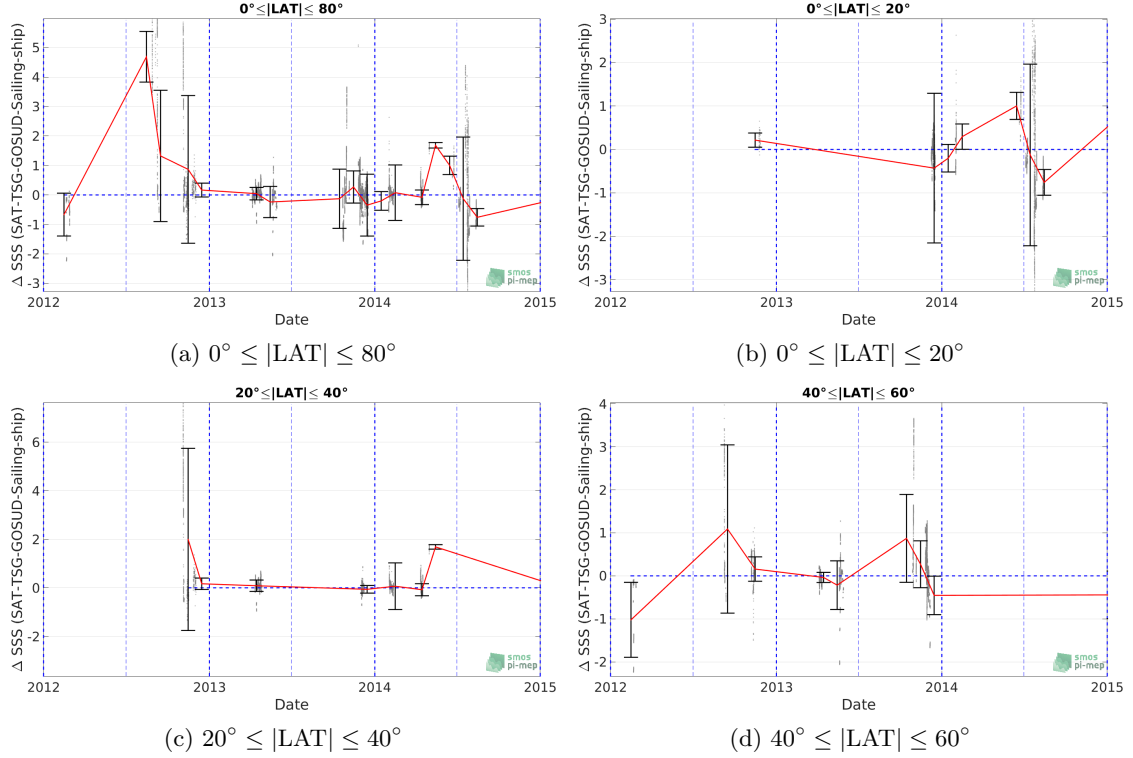 0°≤|LAT|≤ 80°
Δ SSS (SAT-TSG-GOSUD-Sailing-ship)
5
4
3
2
1
0
-1
-2
-3
smos
pi-mep
2012
2013
2014
2015
Date
(a) 0° ≤ |LAT| ≤ 80°
0°≤|LAT|≤ 20°
Δ SSS (SAT-TSG-GOSUD-Sailing-ship)
3
2
1
0
-1
-2
-3
smos
pi-mep
2012
2013
2014
2015
Date
(b) 0° ≤ |LAT| ≤ 20°
20°≤|LAT|≤ 40°
Δ SSS (SAT-TSG-GOSUD-Sailing-ship)
6
4
2
0
-2
smos
pi-mep
2012
2013
2014
2015
Date
(c) 20° ≤ |LAT| ≤ 40°
40°≤|LAT|≤ 60°
Δ SSS (SAT-TSG-GOSUD-Sailing-ship)
4
3
2
1
0
-1
-2
smos
pi-mep
2012
2013
2014
2015
Date
(d) 40° ≤ |LAT| ≤ 60°